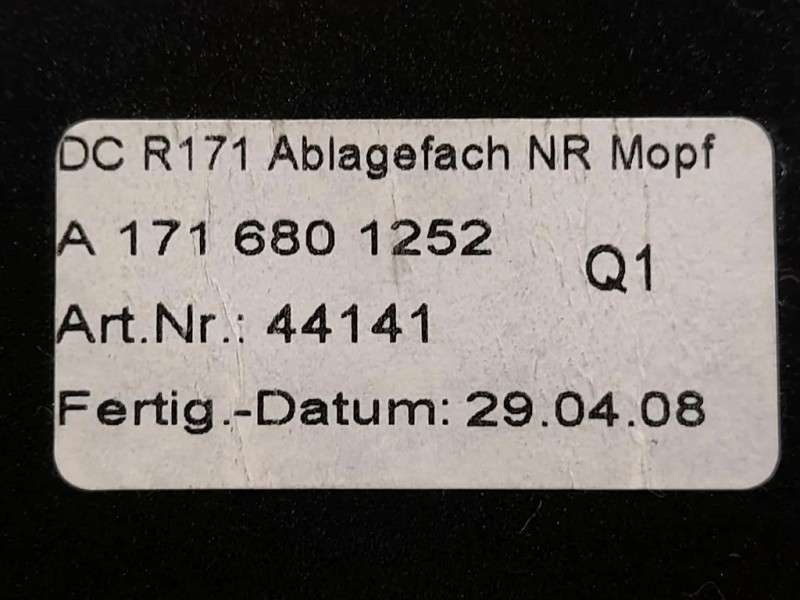 DC R171 Ablagefach NR Mopf
A 171 680 1252
Q1
Art.Nr.: 44141
Fertig.-Datum: 29.04.08